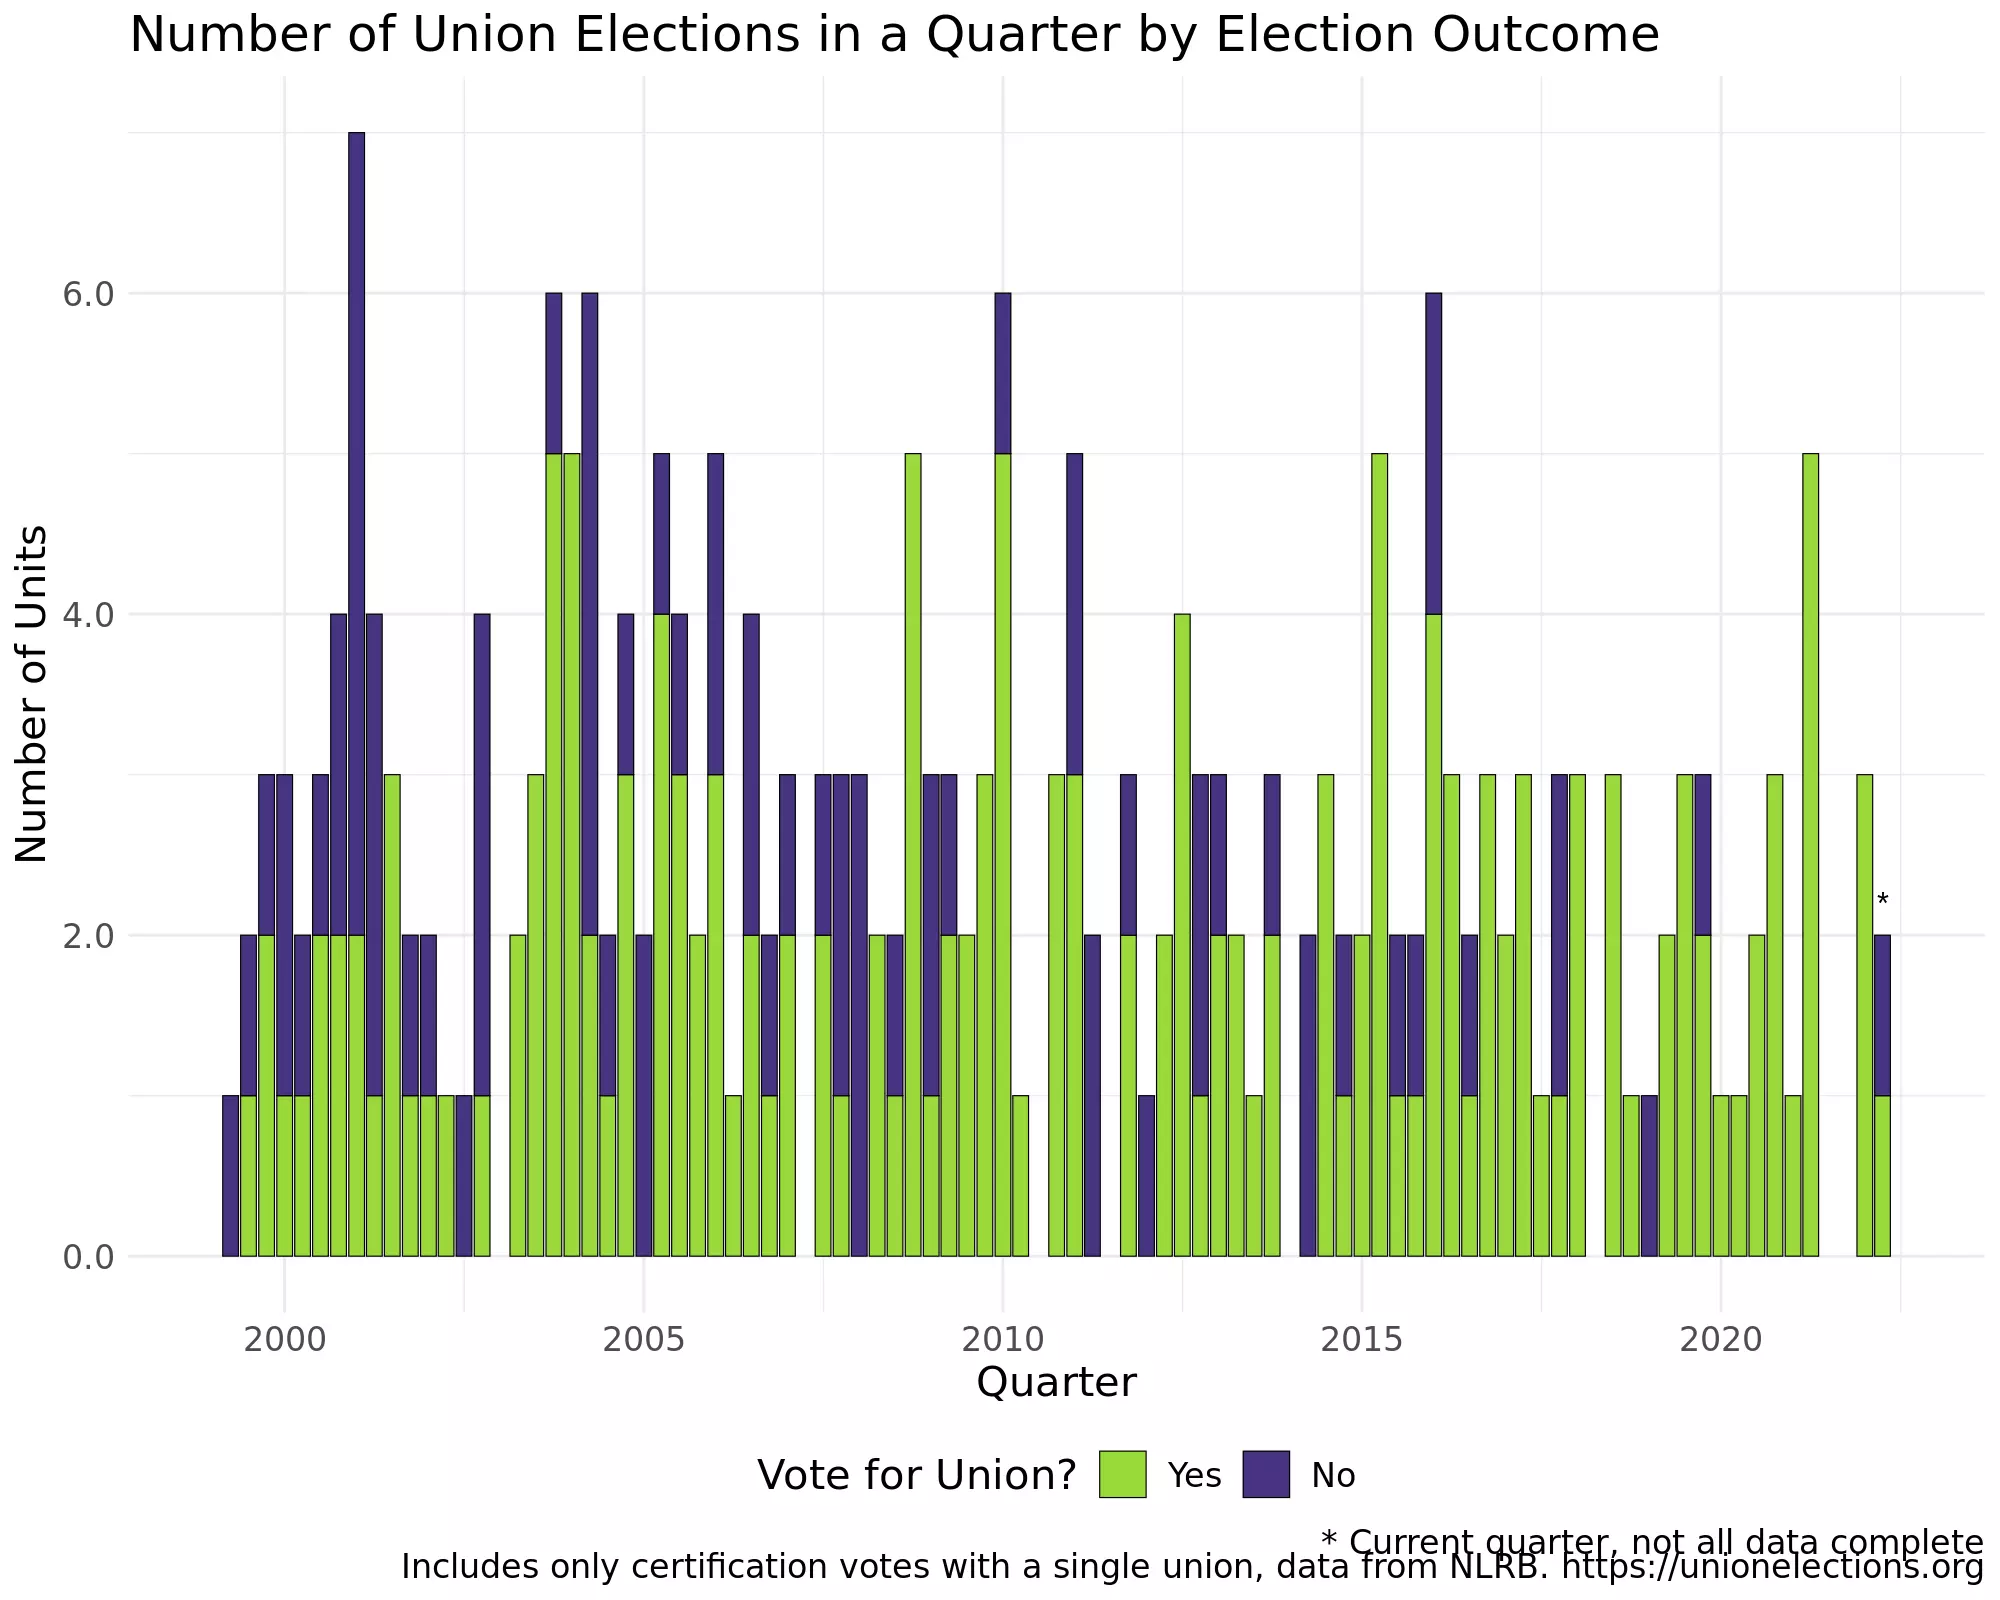 Number of Union Elections in a Quarter by Election Outcome
Number of Units
6.0
4.0
2.0
0.0
*
2000 2005 2010 2015 2020
Quarter
Vote for Union? Yes No
* Current quarter, not all data complete
Includes only certification votes with a single union, data from NLRB. https://unionelections.org